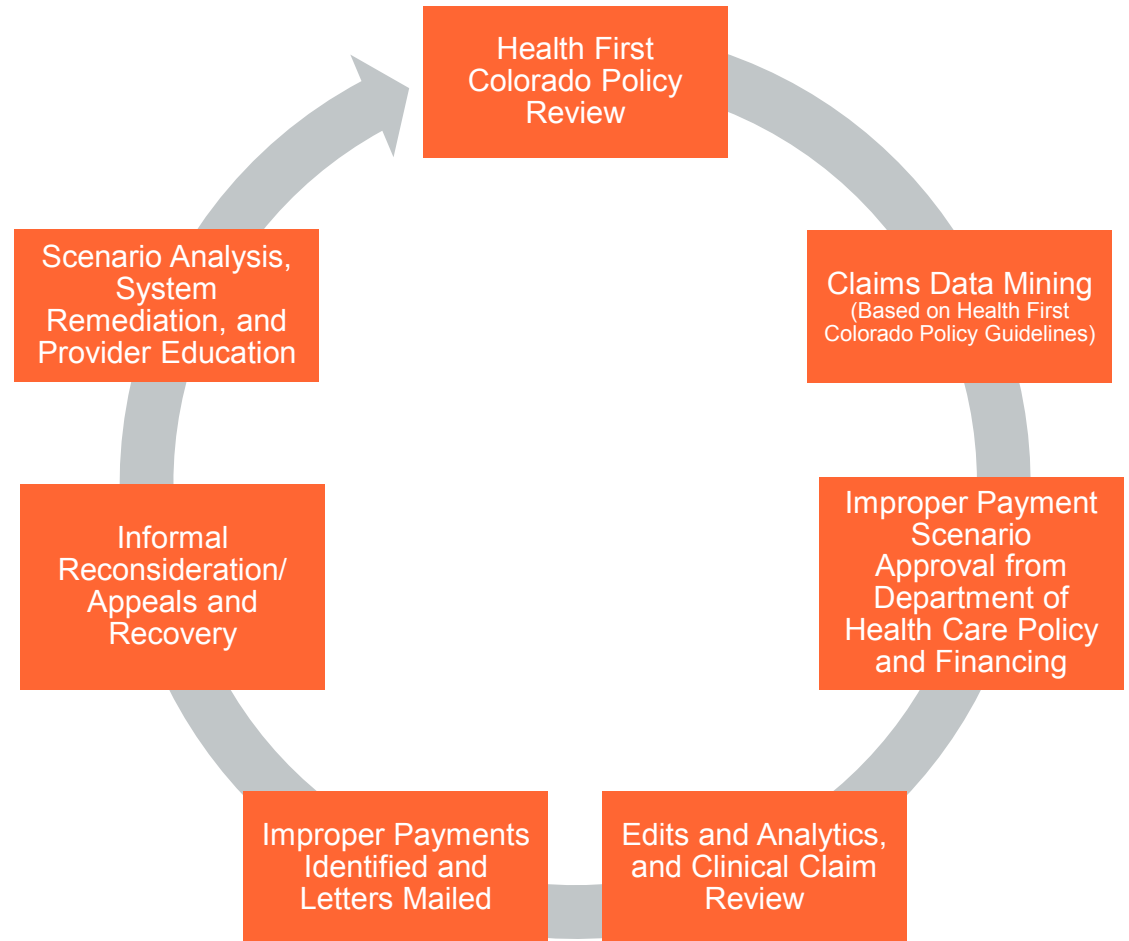 Health First
Colorado Policy
Review
Claims Data Mining
(Based on Health First
Colorado Policy Guidelines)
Improper Payment
Scenario
Approval from
Department of
Health Care Policy
and Financing
Edits and Analytics,
and Clinical Claim
Review
Improper Payments
Identified and
Letters Mailed
Informal
Reconsideration/
Appeals and
Recovery
Scenario Analysis,
System
Remediation, and
Provider Education